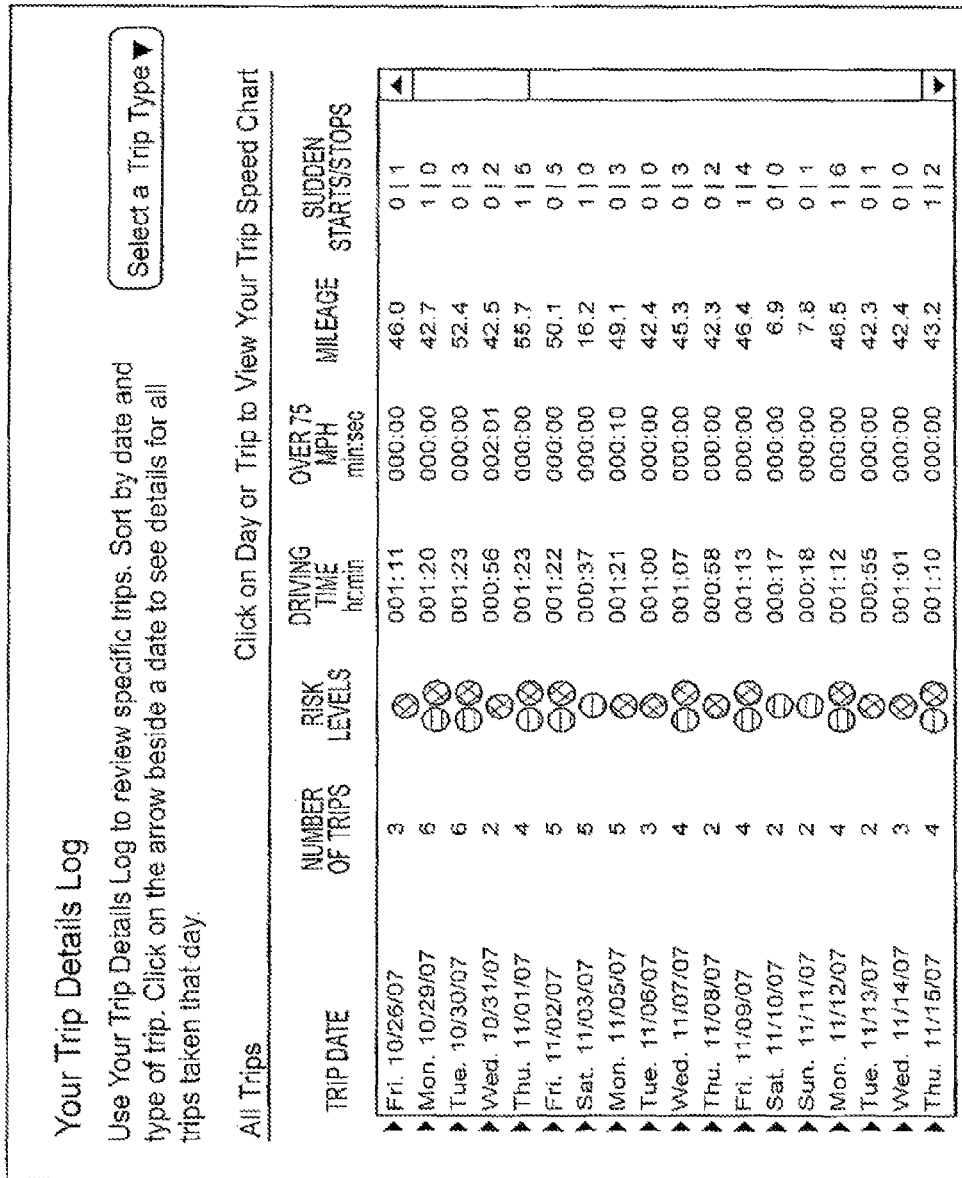 Your Trip Details Log
Use Your Trip Details Log to review specific trips. Sort by date and
type of trip. Click on the arrow beside a date to see details for all
trips taken that day.
Select a Trip Type ▼
All Trips
Click on Day or Trip to View Your Trip Speed Chart
TRIP DATE NUMBER OF TRIPS RISK LEVELS DRIVING TIME hr:min OVER 75 MPH min:sec MILEAGE SUDDEN STARTS/STOPS
Fri. 10/26/07 3 001:11 000:00 46.0 0|1
Mon. 10/29/07 6 001:20 000:00 42.7 1|0
Tue. 10/30/07 6 001:23 000:00 52.4 0|3
Wed. 10/31/07 2 000:56 002:01 42.5 0|2
Thu. 11/01/07 4 001:23 000:00 55.7 1|5
Fri. 11/02/07 5 001:22 000:00 50.1 0|5
Sat. 11/03/07 5 000:37 000:00 16.2 1|0
Mon. 11/05/07 5 001:21 000:10 49.1 0|3
Tue. 11/06/07 3 001:00 000:00 42.4 0|0
Wed. 11/07/07 4 001:07 000:00 45.3 0|3
Thu. 11/08/07 2 000:58 000:00 42.3 0|2
Fri. 11/09/07 4 001:13 000:00 46.4 1|4
Sat. 11/10/07 2 000:17 000:00 6.9 0|0
Sun. 11/11/07 2 000:18 000:00 7.8 0|1
Mon. 11/12/07 4 001:12 000:00 46.5 1|6
Tue. 11/13/07 2 000:55 000:00 42.3 0|1
Wed. 11/14/07 3 001:01 000:00 42.4 0|0
Thu. 11/15/07 4 001:10 000:00 43.2 1|2